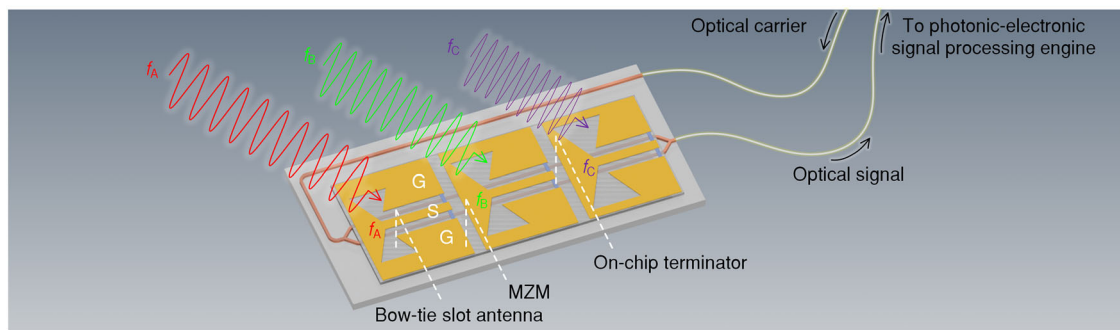 Optical carrier
To photonic-electronic
signal processing engine
fA
fB
fC
Optical signal
G
S
G
fA
fB
fC
On-chip terminator
MZM
Bow-tie slot antenna